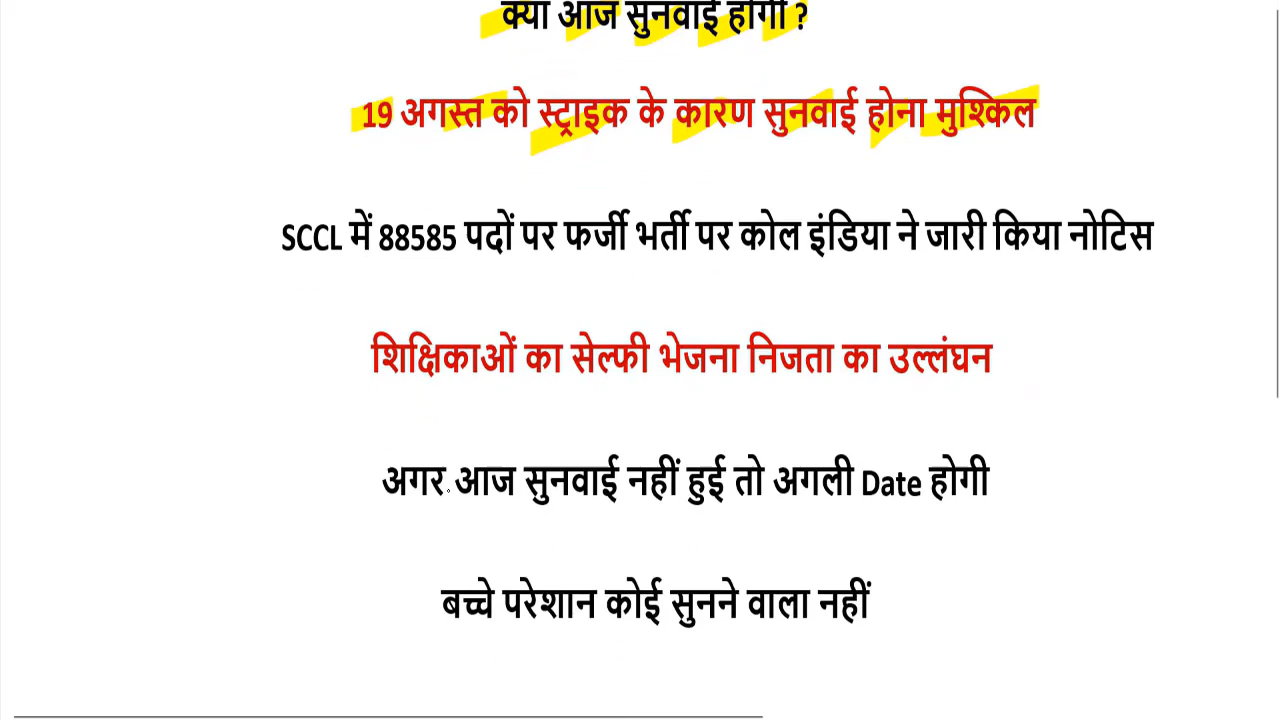 क्या आज सुनवाई होगी ?
19 अगस्त को स्ट्राइक के कारण सुनवाई होना मुश्किल
SCCL में 88585 पदों पर फर्जी भर्ती पर कोल इंडिया ने जारी किया नोटिस
शिक्षिकाओं का सेल्फी भेजना निजता का उल्लंघन
अगर आज सुनवाई नहीं हुई तो अगली Date होगी
बच्चे परेशान कोई सुनने वाला नहीं